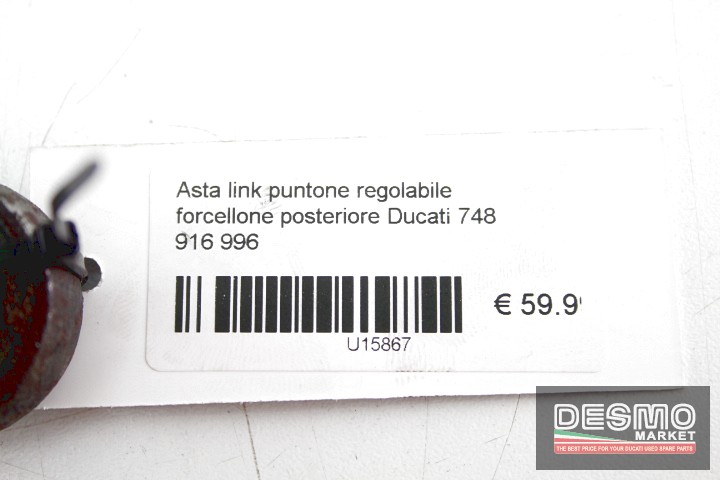 Asta link puntone regolabile
forcellone posteriore Ducati 748
916 996
€ 59.9
U15867
DESMO
MARKET
THE BEST PRICE FOR YOUR DUCATI USED SPARE PARTS